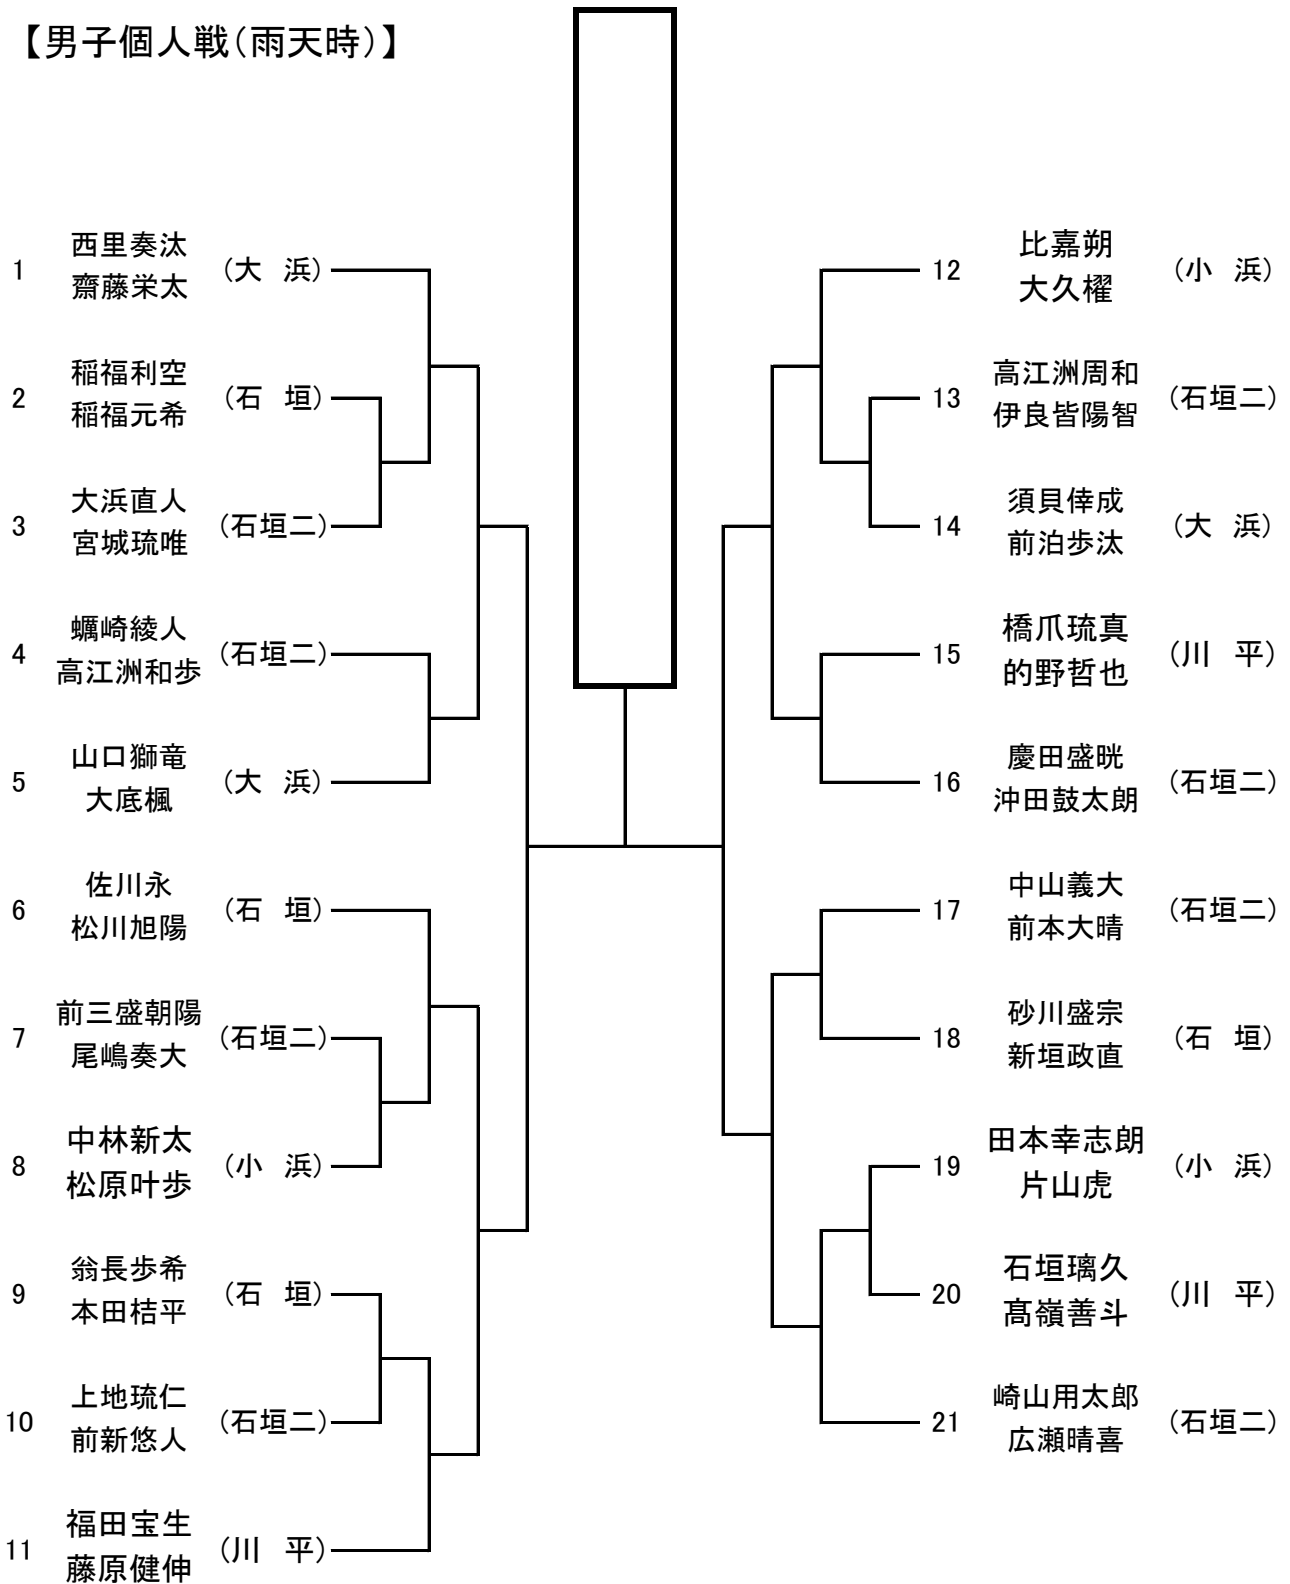 【男子個人戦（雨天時）】
1
西里奏汰
齋藤栄太
（大　浜）
2
稲福利空
稲福元希
（石　垣）
3
大浜直人
宮城琉唯
（石垣二）
4
蠣崎綾人
高江洲和歩
（石垣二）
5
山口獅竜
大底楓
（大　浜）
6
佐川永
松川旭陽
（石　垣）
7
前三盛朝陽
尾嶋奏大
（石垣二）
8
中林新太
松原叶歩
（小　浜）
9
翁長歩希
本田桔平
（石　垣）
10
上地琉仁
前新悠人
（石垣二）
11
福田宝生
藤原健伸
（川　平）
12
比嘉朔
大久櫂
（小　浜）
13
高江洲周和
伊良皆陽智
（石垣二）
14
須貝倖成
前泊歩汰
（大　浜）
15
橋爪琉真
的野哲也
（川　平）
16
慶田盛晄
沖田鼓太朗
（石垣二）
17
中山義大
前本大晴
（石垣二）
18
砂川盛宗
新垣政直
（石　垣）
19
田本幸志朗
片山虎
（小　浜）
20
石垣璃久
髙嶺善斗
（川　平）
21
崎山用太郎
広瀬晴喜
（石垣二）